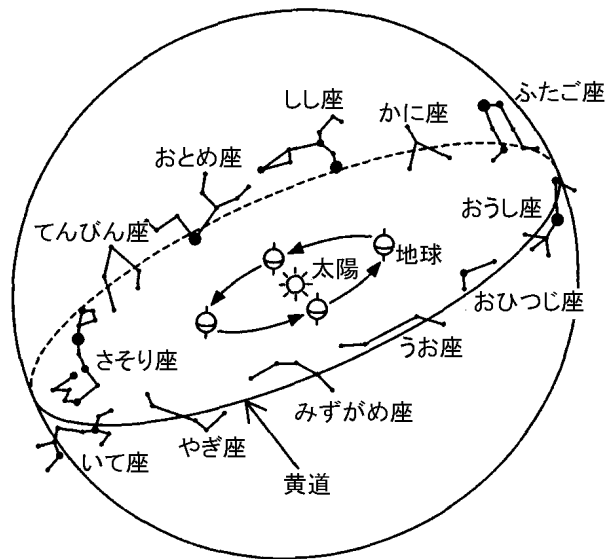 ふたご座
しし座
かに座
おとめ座
おうし座
てんびん座
地球
太陽
おひつじ座
うお座
さそり座
みずがめ座
やぎ座
いて座
黄道